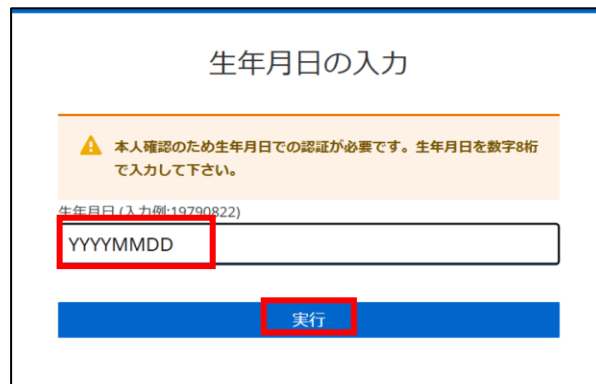 生年月日の入力
本人確認のため生年月日での認証が必要です。生年月日を数字8桁
で入力して下さい。
生年月日 (入力例:19790822)
YYYYMMDD
実行